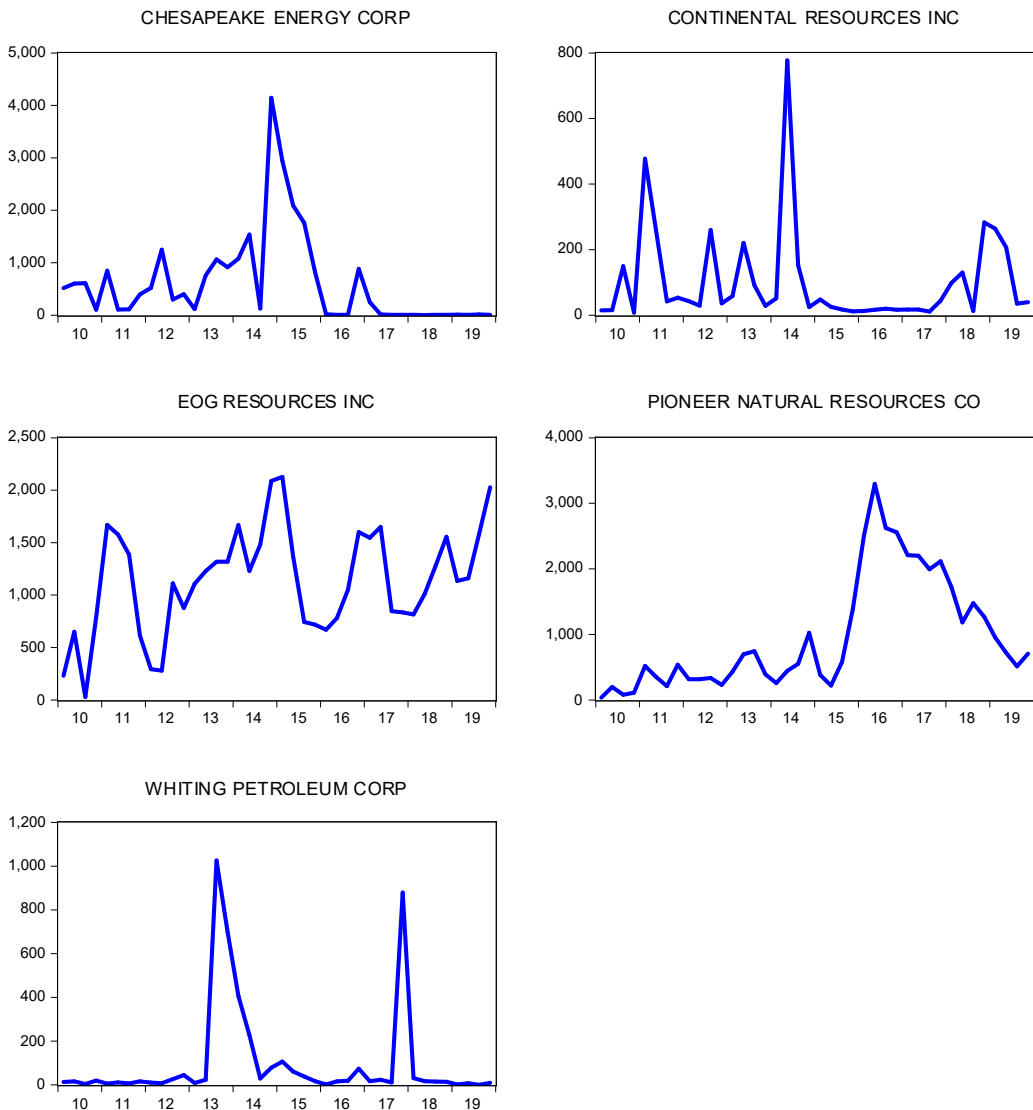 CHESAPEAKE ENERGY CORP
5,000
4,000
3,000
2,000
1,000
0
10 11 12 13 14 15 16 17 18 19
CONTINENTAL RESOURCES INC
800
600
400
200
0
10 11 12 13 14 15 16 17 18 19
EOG RESOURCES INC
2,500
2,000
1,500
1,000
500
0
10 11 12 13 14 15 16 17 18 19
PIONEER NATURAL RESOURCES CO
4,000
3,000
2,000
1,000
0
10 11 12 13 14 15 16 17 18 19
WHITING PETROLEUM CORP
1,200
1,000
800
600
400
200
0
10 11 12 13 14 15 16 17 18 19